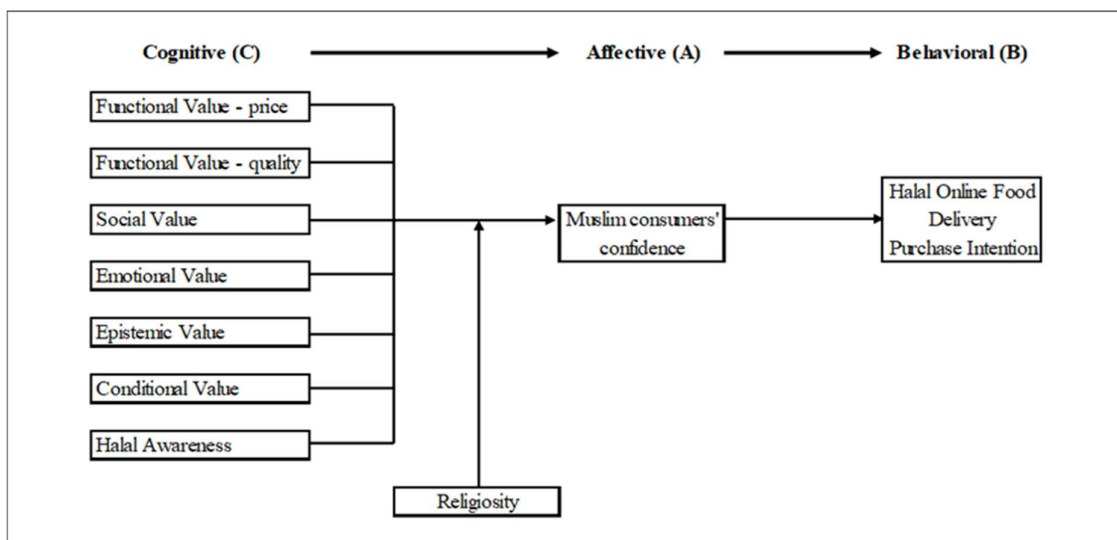 Cognitive (C)
Affective (A)
Behavioral (B)
Functional Value - price
Functional Value - quality
Social Value
Emotional Value
Epistemic Value
Conditional Value
Halal Awareness
Religiosity
Muslim consumers'
confidence
Halal Online Food
Delivery
Purchase Intention